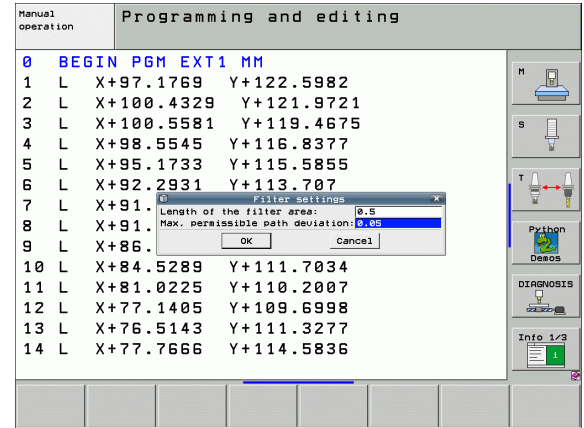 Manual
operation
Programming and editing
0 BEGIN PGM EXT1 MM
1 L X+97.1769 Y+122.5982
2 L X+100.4329 Y+121.9721
3 L X+100.5581 Y+119.4675
4 L X+98.5545 Y+116.8377
5 L X+95.1733 Y+115.5855
6 L X+92.2931 Y+113.707
7 L X+91.
8 L X+91.
9 L X+86.
10 L X+84.5289 Y+111.7034
11 L X+81.0225 Y+110.2007
12 L X+77.1405 Y+109.6998
13 L X+76.5143 Y+111.3277
14 L X+77.7666 Y+114.5836
Filter settings
Length of the filter area: 0.5
Max. permissible path deviation: 0.05
OK Cancel
M
S
T
Python
Demos
DIAGNOSIS
Info 1/3
1